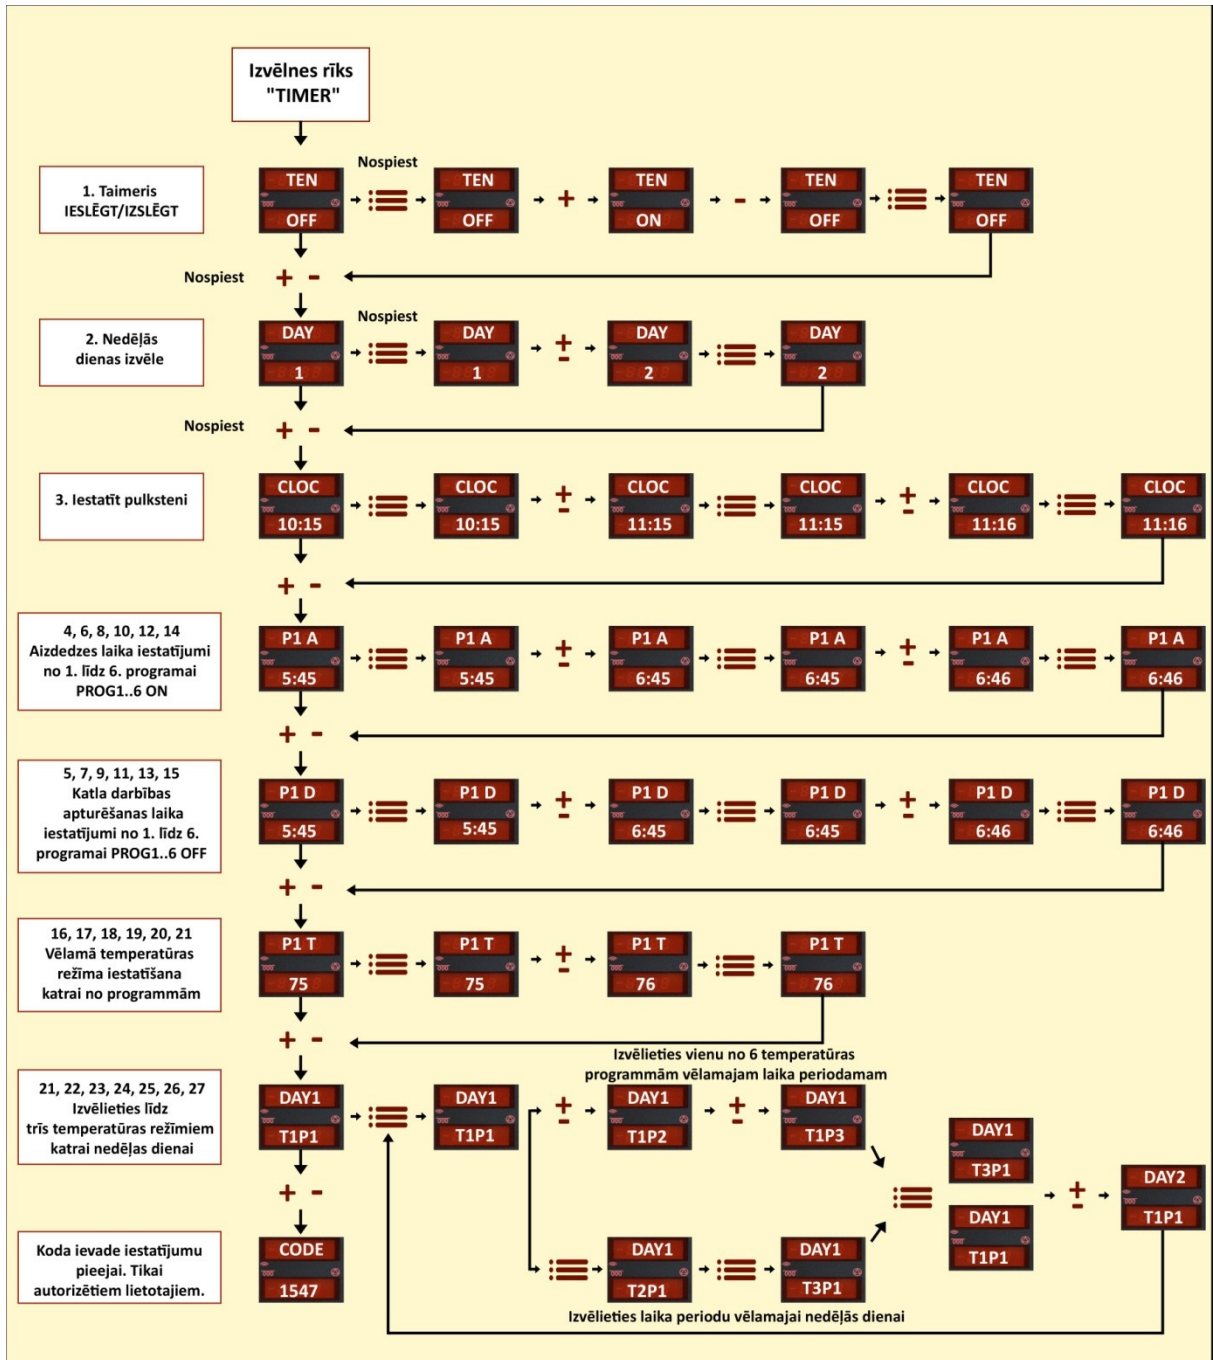 Izvēlnes rīks
"TIMER"
1. Taimeris
IESLĒGT/IZSLĒGT
Nospiest
TEN
OFF
TEN
OFF
TEN
ON
TEN
OFF
TEN
OFF
Nospiest
+ -
2. Nedēļās
dienas izvēle
Nospiest
DAY
1
DAY
1
DAY
2
DAY
2
Nospiest
+ -
3. Iestatīt pulksteni
CLOC
10:15
CLOC
10:15
CLOC
11:15
CLOC
11:15
CLOC
11:16
CLOC
11:16
+ -
4, 6, 8, 10, 12, 14
Aizdedzes laika iestatījumi
no 1. līdz 6. programai
PROG1..6 ON
P1 A
5:45
P1 A
5:45
P1 A
6:45
P1 A
6:45
P1 A
6:46
P1 A
6:46
+ -
5, 7, 9, 11, 13, 15
Katla darbības
apturēšanas laika
iestatījumi no 1. līdz 6.
programai PROG1..6 OFF
P1 D
5:45
P1 D
5:45
P1 D
6:45
P1 D
6:45
P1 D
6:46
P1 D
6:46
+ -
16, 17, 18, 19, 20, 21
Vēlamā temperatūras
režīma iestatīšana
katrai no programmām
P1 T
75
P1 T
75
P1 T
76
P1 T
76
+ -
Izvēlieties vienu no 6 temperatūras
programmām vēlamajam laika periodamam
21, 22, 23, 24, 25, 26, 27
Izvēlieties līdz
trīs temperatūras režīmiem
katrai nedēļas dienai
DAY1
T1P1
DAY1
T1P1
DAY1
T1P2
DAY1
T1P3
DAY1
T3P1
DAY1
T1P1
DAY2
T1P1
+ -
Koda ievade iestatījumu
pieejai. Tikai
autorizētiem lietotajiem.
CODE
1547
DAY1
T2P1
DAY1
T3P1
Izvēlieties laika periodu vēlamajai nedēļās dienai